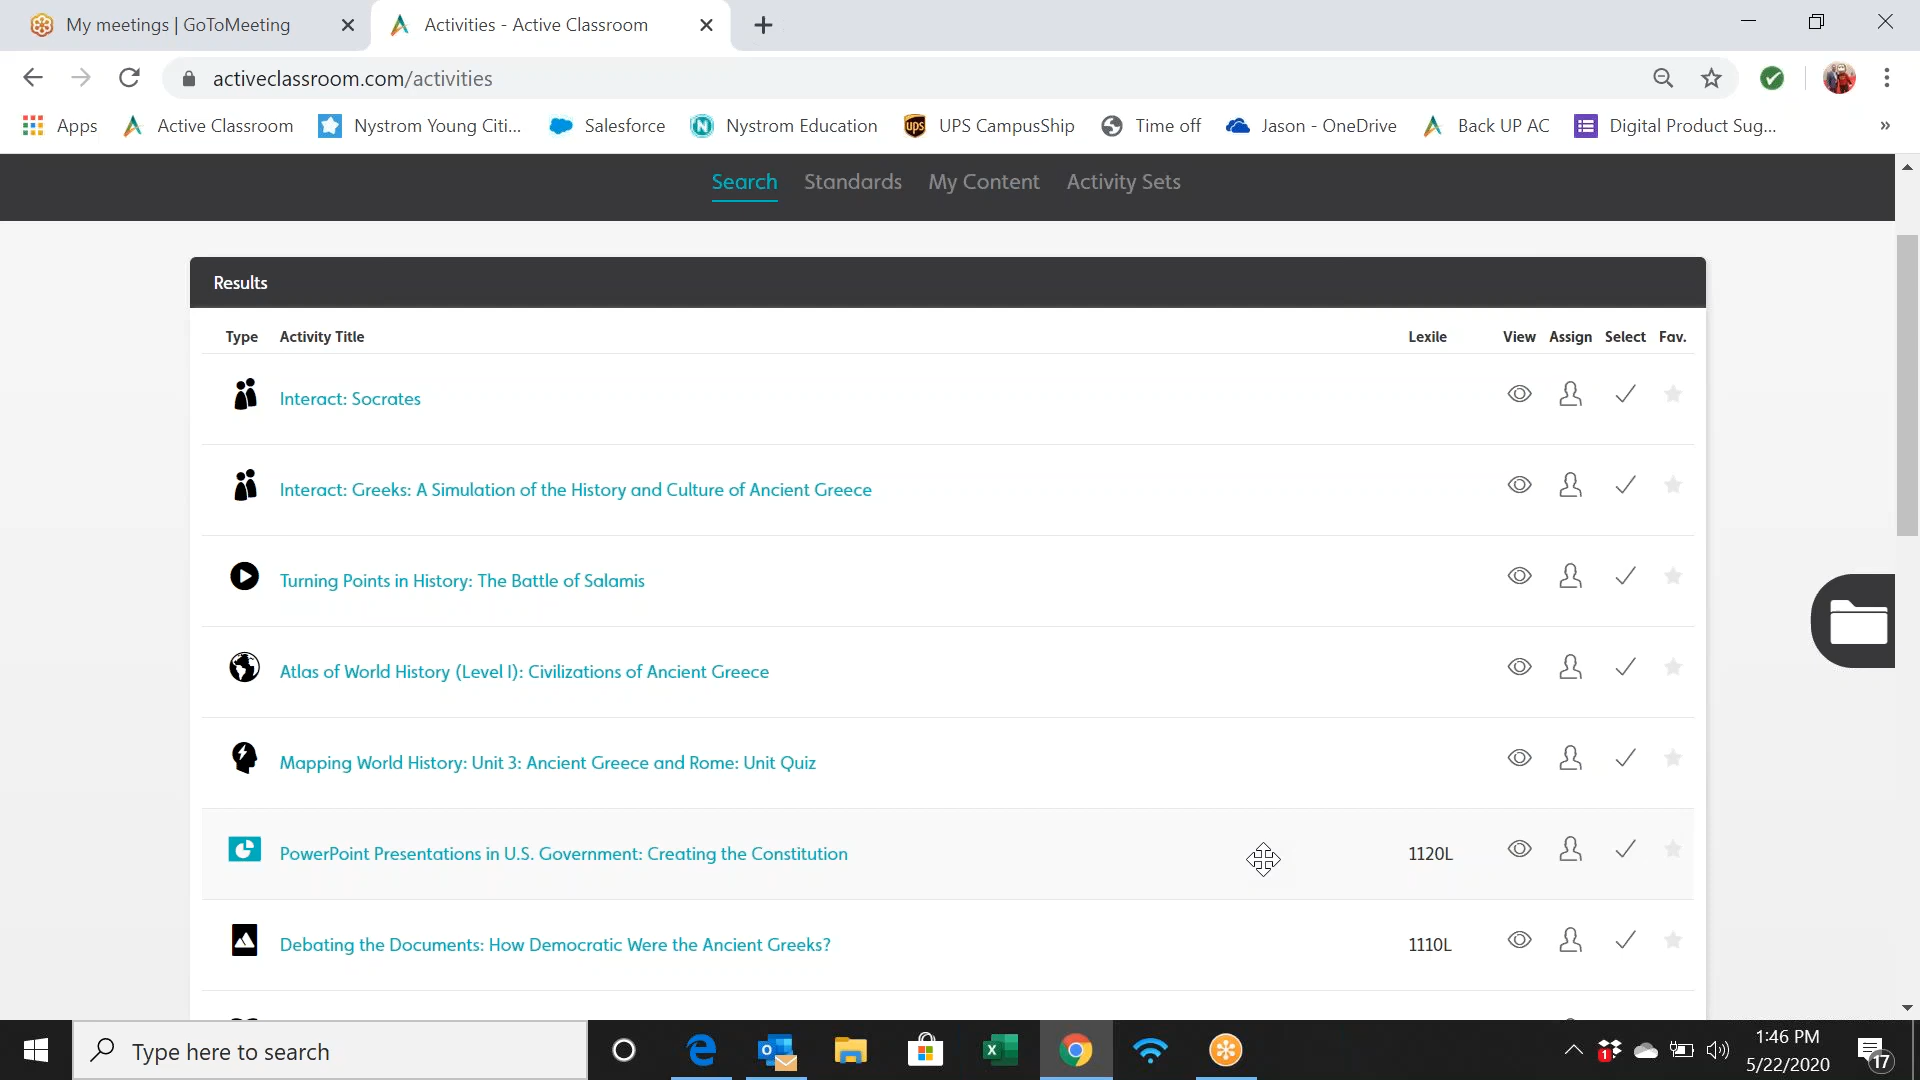 My meetings | GoToMeeting
Activities - Active Classroom
activeclassroom.com/activities
Apps
Active Classroom
Nystrom Young Citi...
Salesforce
Nystrom Education
ups
UPS CampusShip
Time off
Jason - OneDrive
Back UP AC
Digital Product Sug...
»
Search
Standards
My Content
Activity Sets
Results
Type
Activity Title
Lexile
View
Assign
Select
Fav.
Interact: Socrates
Interact: Greeks: A Simulation of the History and Culture of Ancient Greece
Turning Points in History: The Battle of Salamis
Atlas of World History (Level I): Civilizations of Ancient Greece
Mapping World History: Unit 3: Ancient Greece and Rome: Unit Quiz
PowerPoint Presentations in U.S. Government: Creating the Constitution
1120L
Debating the Documents: How Democratic Were the Ancient Greeks?
1110L
Type here to search
1
1:46 PM
5/22/2020
17